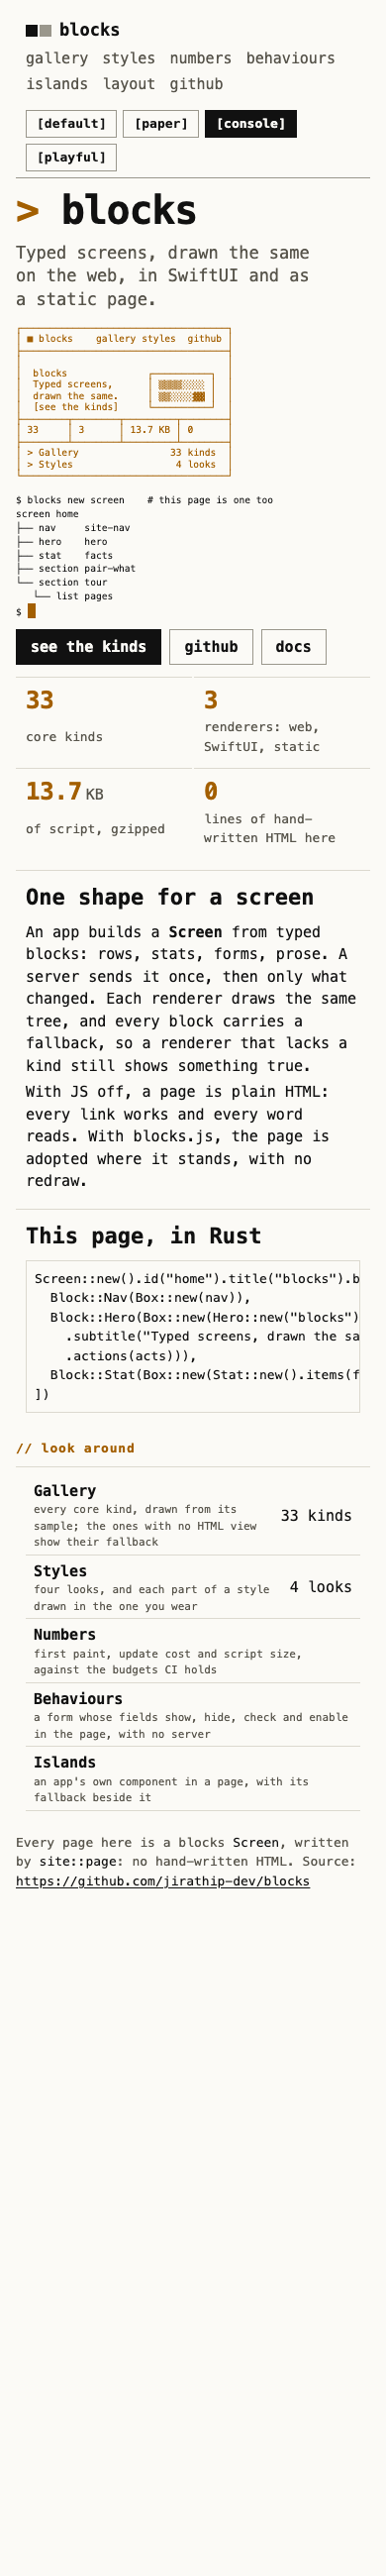 blocks
gallery styles numbers behaviours
islands layout github
[default] [paper] [console]
[playful]
> blocks
Typed screens, drawn the same
on the web, in SwiftUI and as
a static page.
■ blocks gallery styles github
blocks
Typed screens,
drawn the same.
[see the kinds]
33 3 13.7 KB 0
> Gallery 33 kinds
> Styles 4 looks
$ blocks new screen # this page is one too
screen home
├── nav site-nav
├── hero hero
├── stat facts
├── section pair-what
└── section tour
└── list pages
$
see the kinds github docs
33
core kinds
3
renderers: web,
SwiftUI, static
13.7 KB
of script, gzipped
0
lines of hand-
written HTML here
One shape for a screen
An app builds a Screen from typed
blocks: rows, stats, forms, prose. A
server sends it once, then only what
changed. Each renderer draws the same
tree, and every block carries a
fallback, so a renderer that lacks a
kind still shows something true.
With JS off, a page is plain HTML:
every link works and every word
reads. With blocks.js, the page is
adopted where it stands, with no
redraw.
This page, in Rust
Screen::new().id("home").title("blocks").b
Block::Nav(Box::new(nav)),
Block::Hero(Box::new(Hero::new("blocks")
.subtitle("Typed screens, drawn the sa
.actions(acts))),
Block::Stat(Box::new(Stat::new().items(f
])
// look around
Gallery
every core kind, drawn from its
sample; the ones with no HTML view
show their fallback
33 kinds
Styles
four looks, and each part of a style
drawn in the one you wear
4 looks
Numbers
first paint, update cost and script size,
against the budgets CI holds
Behaviours
a form whose fields show, hide, check and enable
in the page, with no server
Islands
an app's own component in a page, with its
fallback beside it
Every page here is a blocks Screen, written
by site::page: no hand-written HTML. Source:
https://github.com/jirathip-dev/blocks